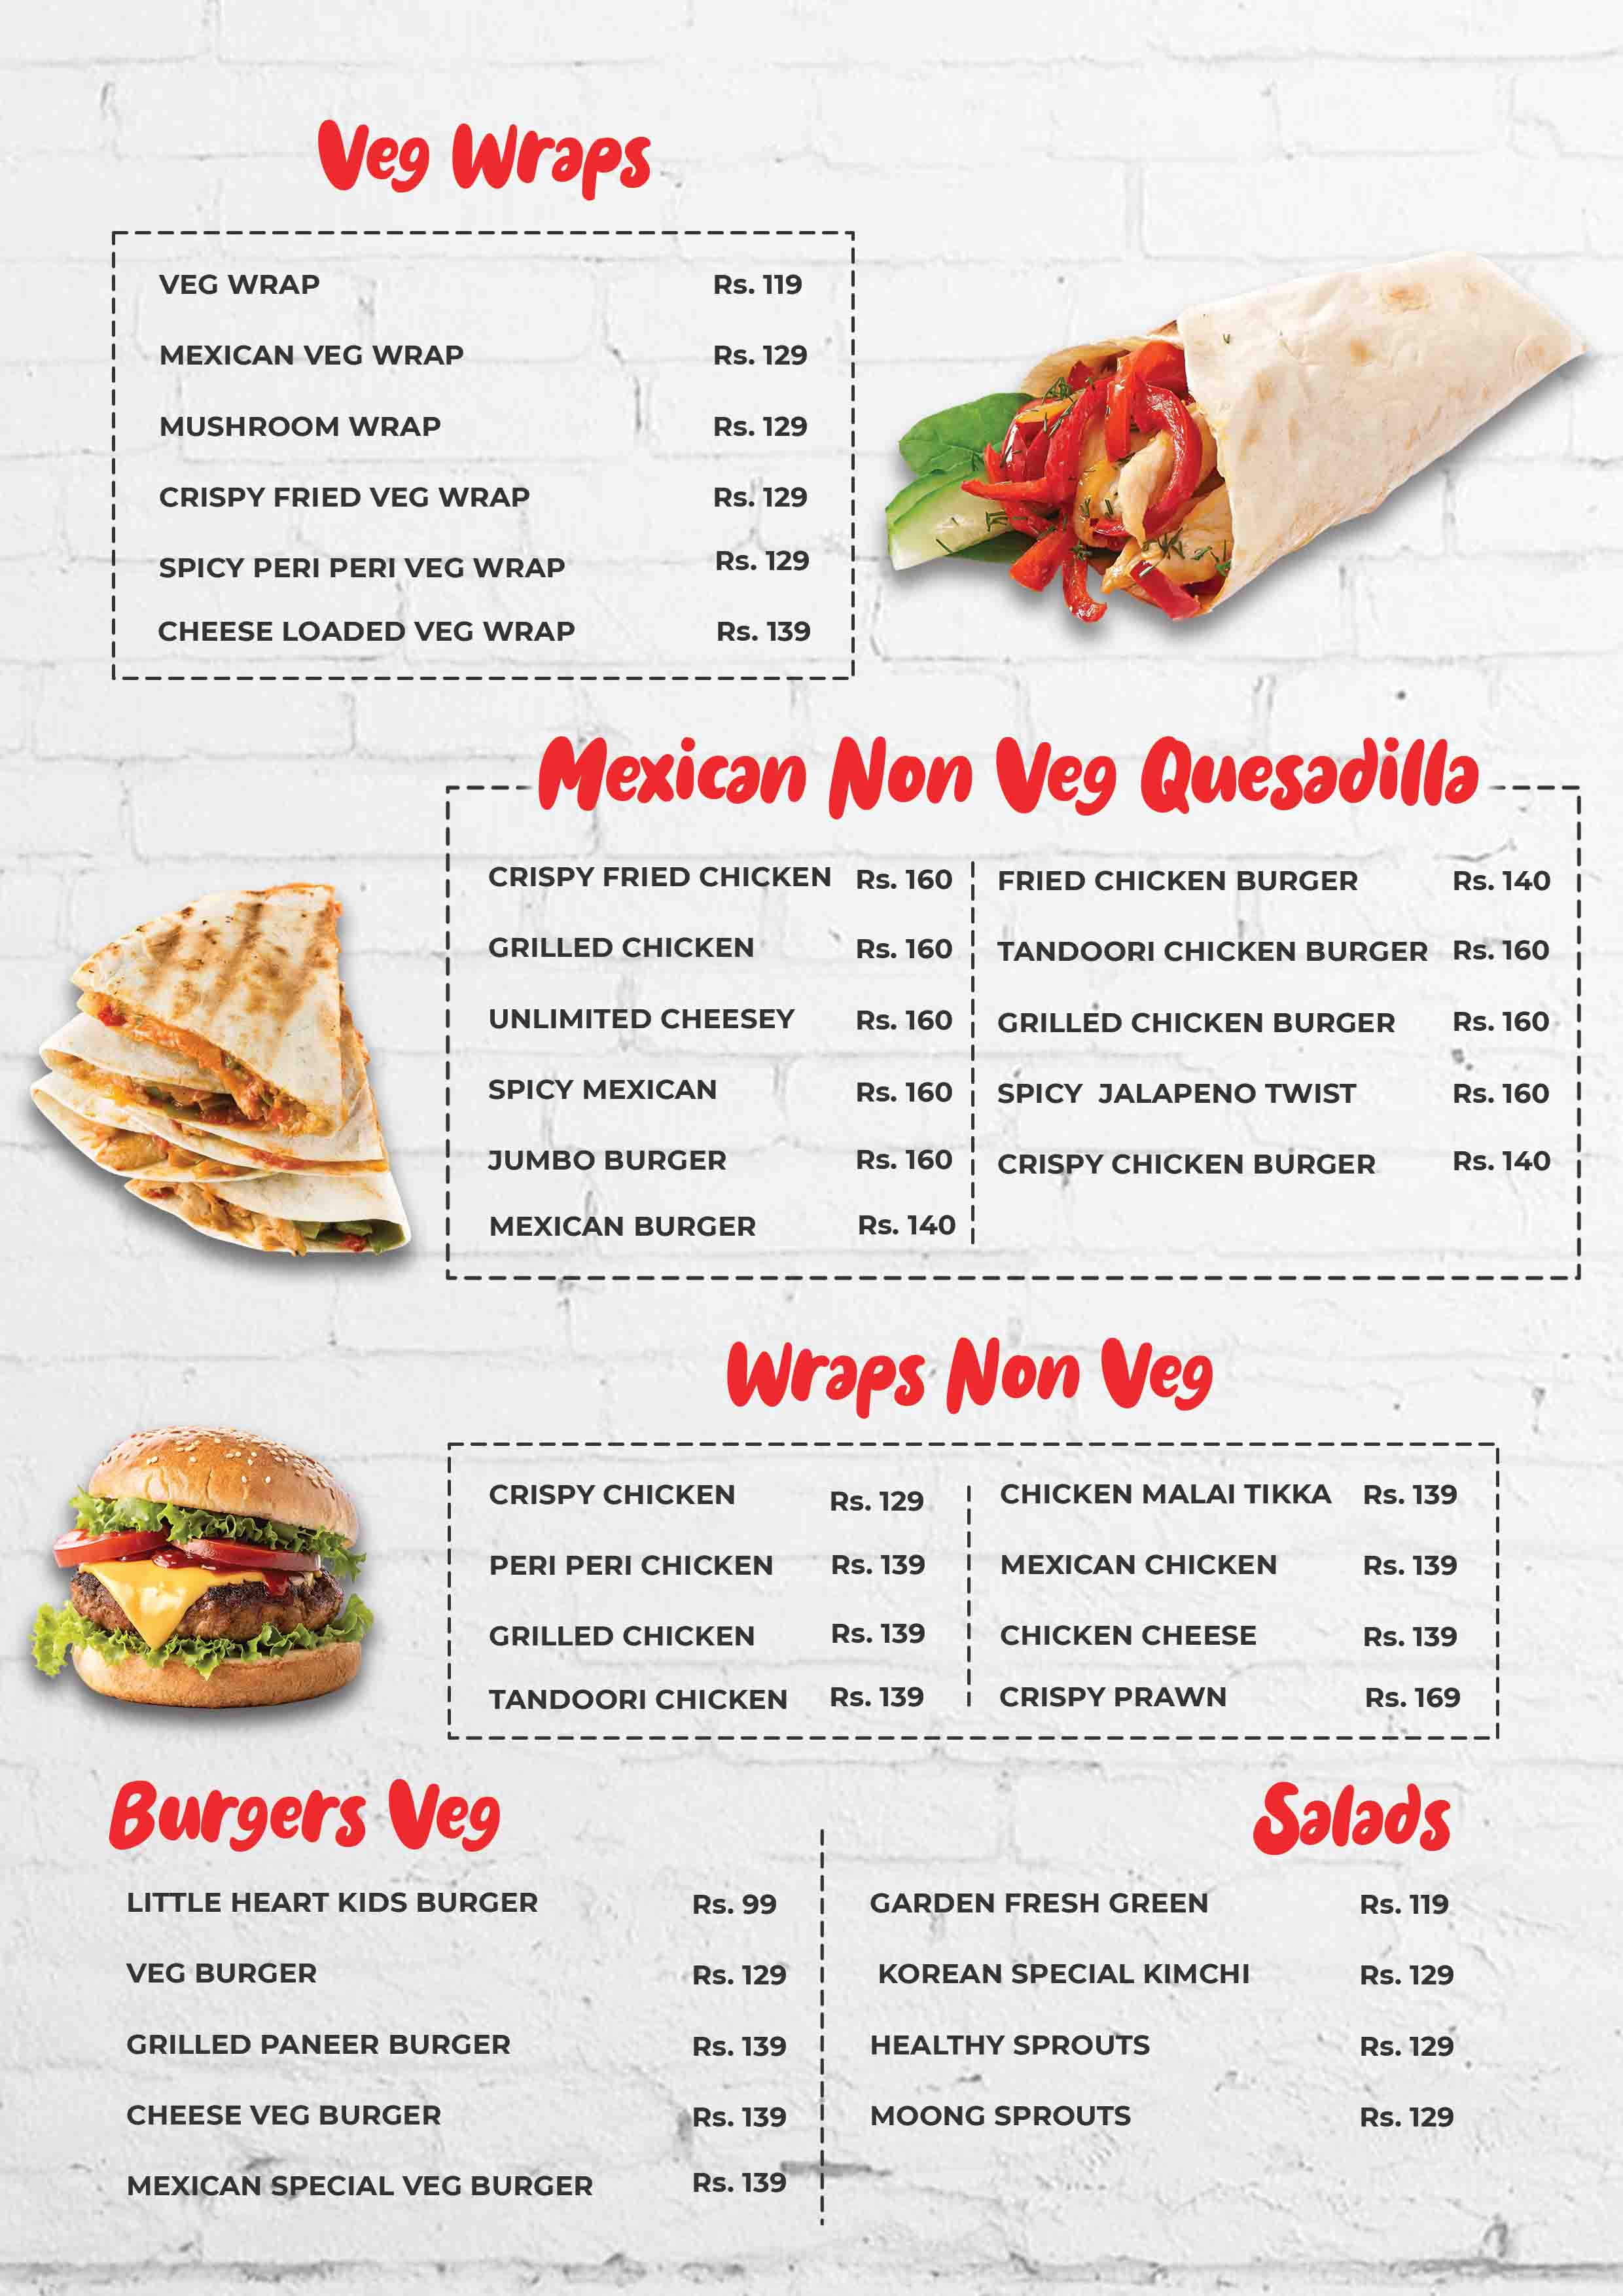 Veg Wraps
VEG WRAP Rs. 119
MEXICAN VEG WRAP Rs. 129
MUSHROOM WRAP Rs. 129
CRISPY FRIED VEG WRAP Rs. 129
SPICY PERI PERI VEG WRAP Rs. 129
CHEESE LOADED VEG WRAP Rs. 139
Mexican Non Veg Quesadilla
CRISPY FRIED CHICKEN Rs. 160
GRILLED CHICKEN Rs. 160
UNLIMITED CHEESEY Rs. 160
SPICY MEXICAN Rs. 160
JUMBO BURGER Rs. 160
MEXICAN BURGER Rs. 140
FRIED CHICKEN BURGER Rs. 140
TANDOORI CHICKEN BURGER Rs. 160
GRILLED CHICKEN BURGER Rs. 160
SPICY JALAPENO TWIST Rs. 160
CRISPY CHICKEN BURGER Rs. 140
Wraps Non Veg
CRISPY CHICKEN Rs. 129
PERI PERI CHICKEN Rs. 139
GRILLED CHICKEN Rs. 139
TANDOORI CHICKEN Rs. 139
CHICKEN MALAI TIKKA Rs. 139
MEXICAN CHICKEN Rs. 139
CHICKEN CHEESE Rs. 139
CRISPY PRAWN Rs. 169
Burgers Veg
LITTLE HEART KIDS BURGER Rs. 99
VEG BURGER Rs. 129
GRILLED PANEER BURGER Rs. 139
CHEESE VEG BURGER Rs. 139
MEXICAN SPECIAL VEG BURGER Rs. 139
Salads
GARDEN FRESH GREEN Rs. 119
KOREAN SPECIAL KIMCHI Rs. 129
HEALTHY SPROUTS Rs. 129
MOONG SPROUTS Rs. 129